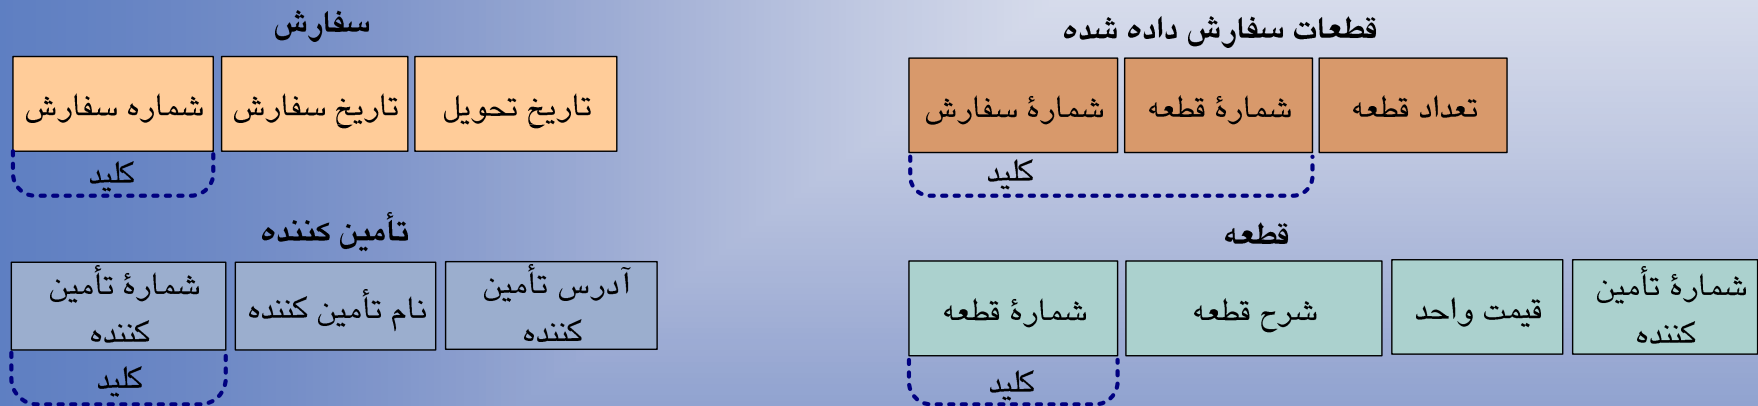 سفارش
شماره سفارش
تاریخ سفارش
تاریخ تحویل
کلید
قطعات سفارش داده شده
شمارهٔ سفارش
شمارهٔ قطعه
تعداد قطعه
کلید
تأمین کننده
شمارهٔ تأمین
کننده
نام تأمین کننده
آدرس تأمین
کننده
کلید
قطعه
شمارهٔ قطعه
شرح قطعه
قیمت واحد
شمارهٔ تأمین
کننده
کلید